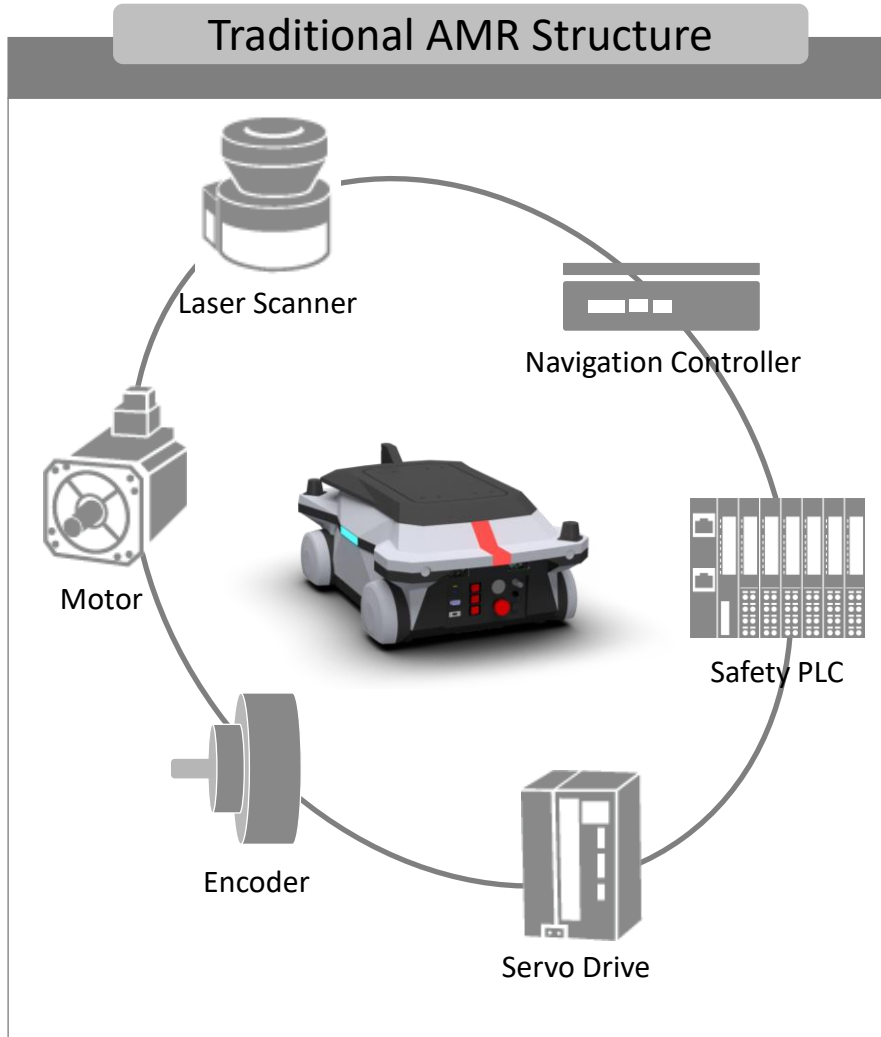 Traditional AMR Structure
Laser Scanner
Navigation Controller
Motor
Safety PLC
Encoder
Servo Drive